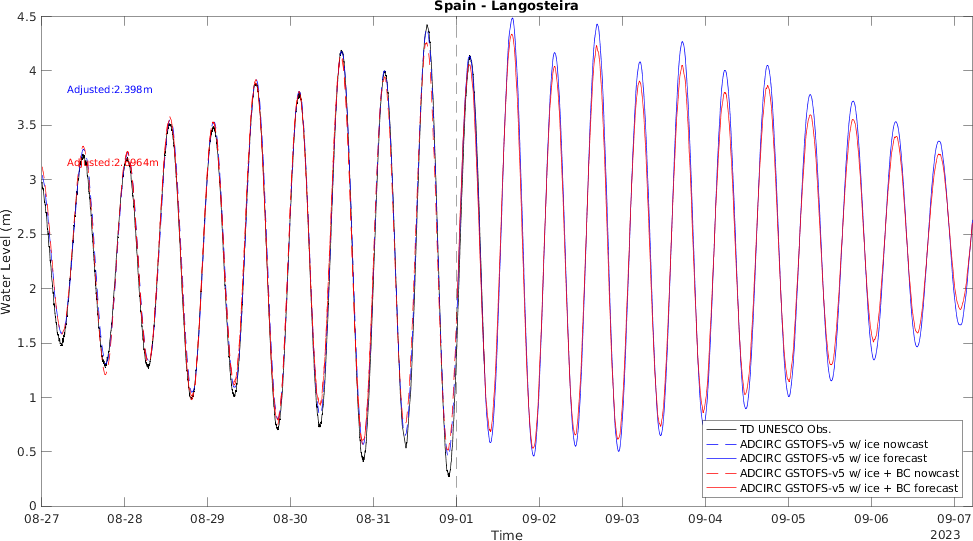 Spain - Langosteira
4.5
4
3.5
3
2.5
2
1.5
1
0.5
0
Water Level (m)
Adjusted:2.398m
TD UNESCO Obs.
ADCIRC GSTOFS-v5 w/ ice nowcast
ADCIRC GSTOFS-v5 w/ ice forecast
ADCIRC GSTOFS-v5 w/ ice + BC nowcast
ADCIRC GSTOFS-v5 w/ ice + BC forecast
08-27
08-28
08-29
08-30
08-31
09-01
09-02
09-03
09-04
09-05
09-06
09-07
2023
Time